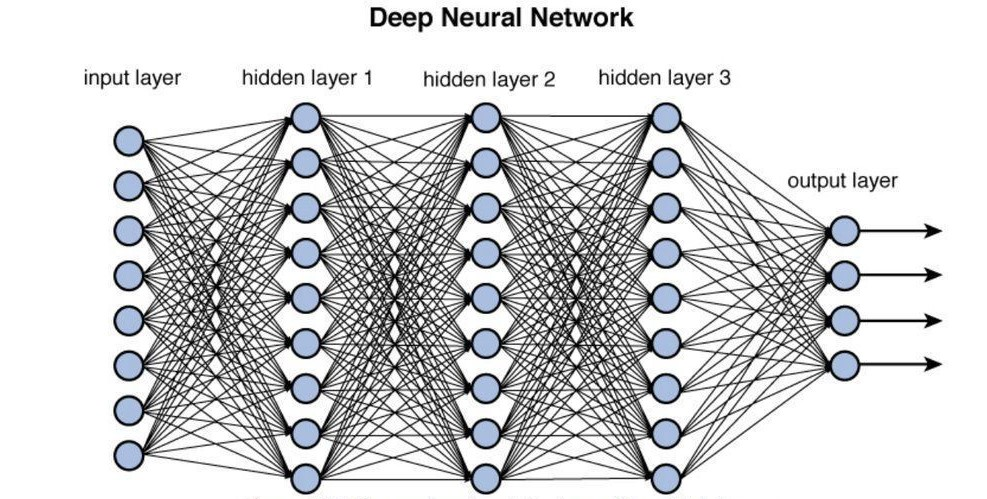 Deep Neural Network
input layer
hidden layer 1
hidden layer 2
hidden layer 3
output layer